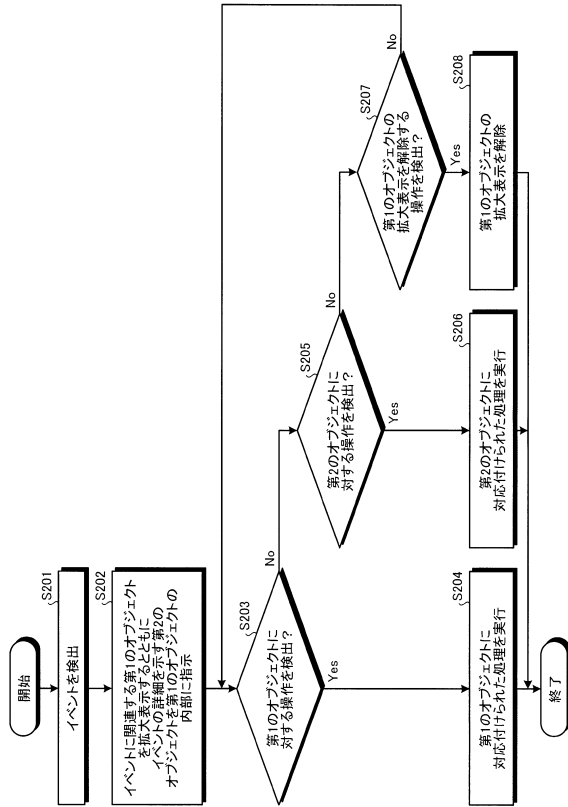 開始
S201
イベントを検出
S202
イベントに関連する第1のオブジェクト
を拡大表示するとともに
イベントの詳細を示す第2の
オブジェクトを第1のオブジェクトの
内部に指示
S203
第1のオブジェクトに
対する操作を検出?
No
Yes
S204
第1のオブジェクトに
対応付けられた処理を実行
S205
第2のオブジェクトに
対する操作を検出?
No
Yes
S206
第2のオブジェクトに
対応付けられた処理を実行
S207
第1のオブジェクトの
拡大表示を解除する
操作を検出?
No
Yes
S208
第1のオブジェクトの
拡大表示を解除
終了